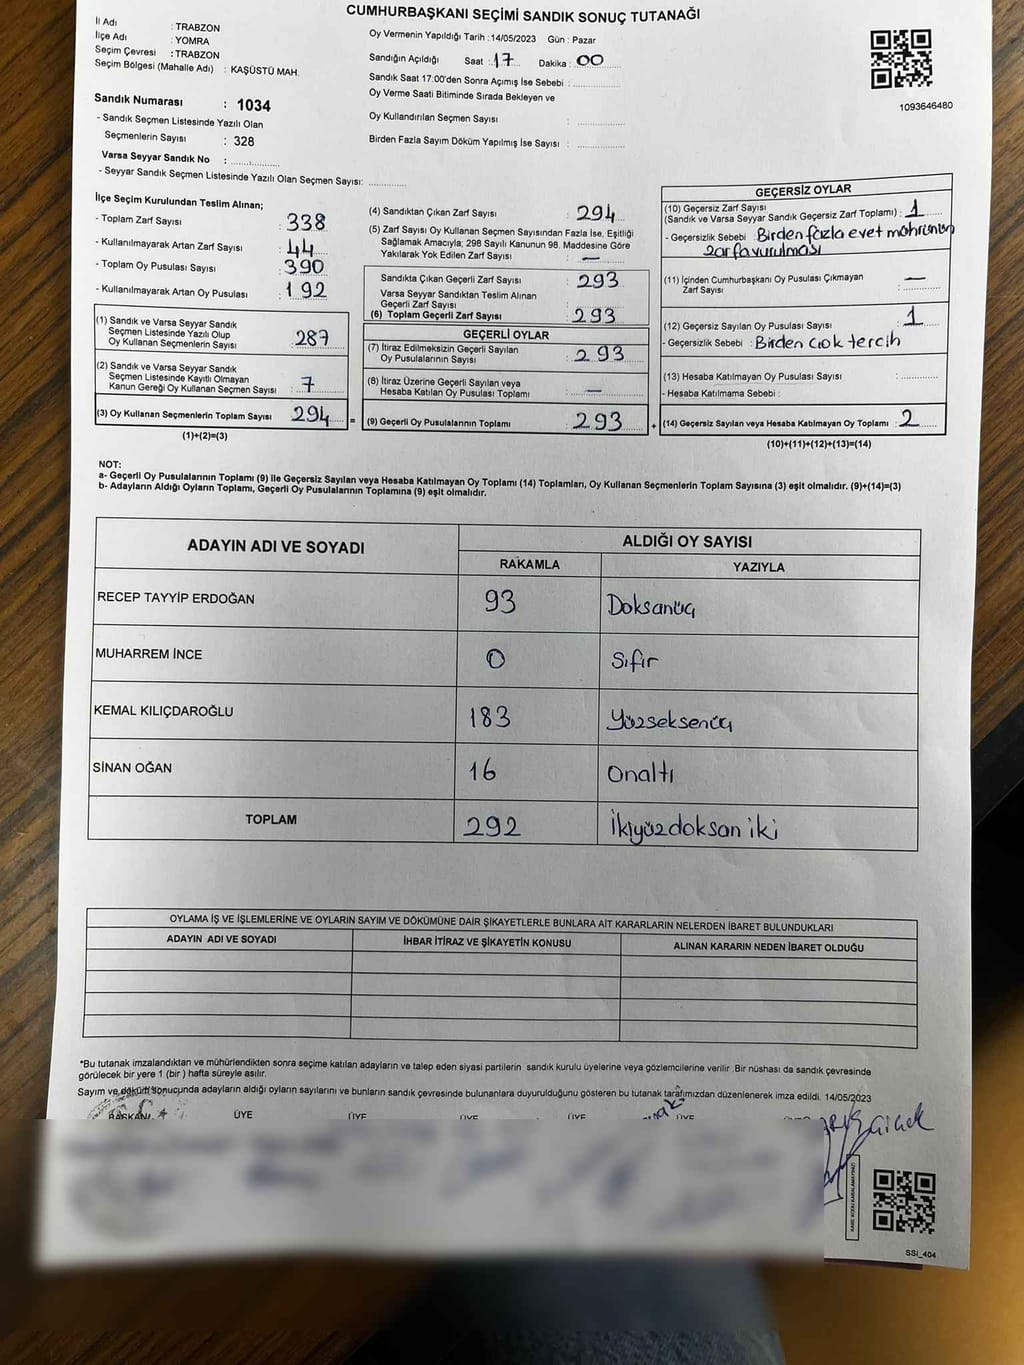 CUMHURBAŞKANI SEÇİMİ SANDIK SONUÇ TUTANAĞI
İl Adı : TRABZON
İlçe Adı : YOMRA
Seçim Çevresi : TRABZON
Seçim Bölgesi (Mahalle Adı) : KAŞÜSTÜ MAH.
Sandık Numarası : 1034
- Sandık Seçmen Listesinde Yazılı Olan
Seçmenlerin Sayısı : 328
Varsa Seyyar Sandık No :
- Seyyar Sandık Seçmen Listesinde Yazılı Olan Seçmen Sayısı:
Oy Vermenin Yapıldığı Tarih :14/05/2023 Gün : Pazar
Sandığın Açıldığı Saat : 17 Dakika : 00
Sandık Saat 17:00'den Sonra Açımış İse Sebebi :
Oy Verme Saati Bitiminde Sırada Bekleyen ve
Oy Kullandırılan Seçmen Sayısı :
Birden Fazla Sayım Döküm Yapılmış İse Sayısı :
1093646480
İlçe Seçim Kurulundan Teslim Alınan;
- Toplam Zarf Sayısı : 338
- Kullanılmayarak Artan Zarf Sayısı : 44
- Toplam Oy Pusulası Sayısı : 390
- Kullanılmayarak Artan Oy Pusulası : 192
(1) Sandık ve Varsa Seyyar Sandık
Seçmen Listesinde Yazılı Olup
Oy Kullanan Seçmenlerin Sayısı : 287
(2) Sandık ve Varsa Seyyar Sandık
Seçmen Listesinde Kayıtlı Olmayan
Kanun Gereği Oy Kullanan Seçmen Sayısı : 7
(3) Oy Kullanan Seçmenlerin Toplam Sayısı : 294 =
(1)+(2)=(3)
(4) Sandıktan Çıkan Zarf Sayısı : 294
(5) Zarf Sayısı Oy Kullanan Seçmen Sayısından Fazla İse, Eşitliği
Sağlamak Amacıyla; 298 Sayılı Kanunun 98. Maddesine Göre
Yakılarak Yok Edilen Zarf Sayısı : —
Sandıkta Çıkan Geçerli Zarf Sayısı : 293
Varsa Seyyar Sandıktan Teslim Alınan
Geçerli Zarf Sayısı :
(6) Toplam Geçerli Zarf Sayısı : 293
GEÇERLİ OYLAR
(7) İtiraz Edilmeksizin Geçerli Sayılan
Oy Pusulalarının Sayısı : 293
(8) İtiraz Üzerine Geçerli Sayılan veya
Hesaba Katılan Oy Pusulası Toplamı : —
(9) Geçerli Oy Pusulalarının Toplamı : 293 +
GEÇERSİZ OYLAR
(10) Geçersiz Zarf Sayısı
(Sandık ve Varsa Seyyar Sandık Geçersiz Zarf Toplamı) : 1
- Geçersizlik Sebebi : Birden fazla evet mührünün
zarfa vurulması
(11) İçinden Cumhurbaşkanı Oy Pusulası Çıkmayan
Zarf Sayısı : —
(12) Geçersiz Sayılan Oy Pusulası Sayısı : 1
- Geçersizlik Sebebi : Birden çok tercih
(13) Hesaba Katılmayan Oy Pusulası Sayısı :
- Hesaba Katılmama Sebebi :
(14) Geçersiz Sayılan veya Hesaba Katılmayan Oy Toplamı : 2
(10)+(11)+(12)+(13)=(14)
NOT:
a- Geçerli Oy Pusulalarının Toplamı (9) ile Geçersiz Sayılan veya Hesaba Katılmayan Oy Toplamı (14) Toplamları, Oy Kullanan Seçmenlerin Toplam Sayısına (3) eşit olmalıdır. (9)+(14)=(3)
b- Adayların Aldığı Oyların Toplamı, Geçerli Oy Pusulalarının Toplamına (9) eşit olmalıdır.
ADAYIN ADI VE SOYADI ALDIĞI OY SAYISI
RAKAMLA YAZIYLA
RECEP TAYYİP ERDOĞAN 93 Doksanüç
MUHARREM İNCE 0 Sıfır
KEMAL KILIÇDAROĞLU 183 Yüzseksenüç
SİNAN OĞAN 16 Onaltı
TOPLAM 292 İkiyüzdoksan iki
OYLAMA İŞ VE İŞLEMLERİNE VE OYLARIN SAYIM VE DÖKÜMÜNE DAİR ŞİKAYETLERLE BUNLARA AİT KARARLARIN NELERDEN İBARET BULUNDUKLARI
ADAYIN ADI VE SOYADI İHBAR İTİRAZ VE ŞİKAYETİN KONUSU ALINAN KARARIN NEDEN İBARET OLDUĞU
*Bu tutanak imzalandıktan ve mühürlendikten sonra seçime katılan adayların ve talep eden siyasi partilerin sandık kurulu üyelerine veya gözlemcilerine verilir .Bir nüshası da sandık çevresinde
görülecek bir yere 1 (bir ) hafta süreyle asılır.
Sayım ve döküm sonuçunda adayların aldığı oyların sayılarını ve bunların sandık çevresinde bulunanlara duyurulduğunu gösteren bu tutanak tarafımızdan düzenlenerek imza edildi. 14/05/2023
BAŞKAN ÜYE ÜYE ÜYE ÜYE ÜYE
SSİ_404